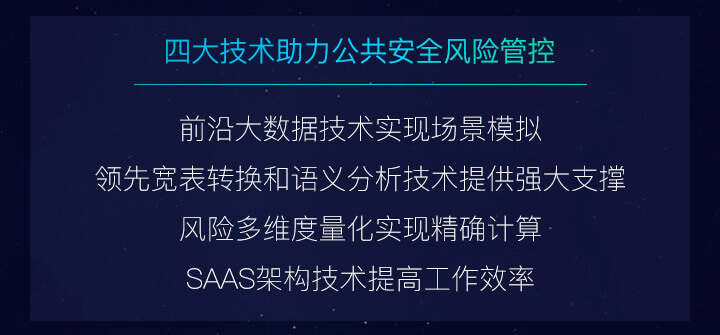 四大技术助力公共安全风险管控
前沿大数据技术实现场景模拟
领先宽表转换和语义分析技术提供强大支撑
风险多维度量化实现精确计算
SAAS架构技术提高工作效率